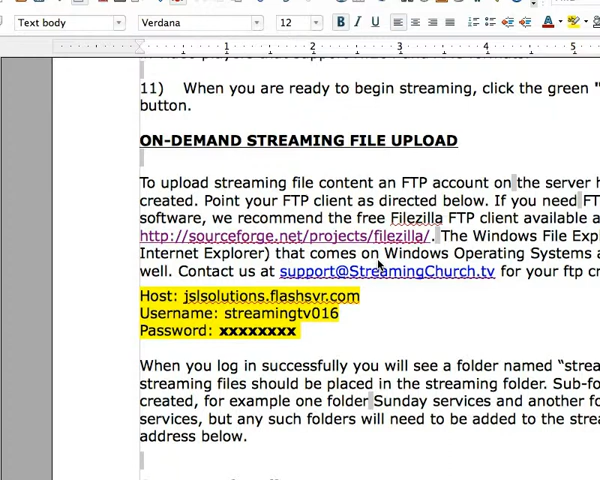 Text body
Verdana
12
B I U
1 2 3 4 5
11) When you are ready to begin streaming, click the green "
button.
ON-DEMAND STREAMING FILE UPLOAD
To upload streaming file content an FTP account on the server h
created. Point your FTP client as directed below. If you need FT
software, we recommend the free Filezilla FTP client available a
http://sourceforge.net/projects/filezilla/. The Windows File Exp
Internet Explorer) that comes on Windows Operating Systems a
well. Contact us at support@StreamingChurch.tv for your ftp cr
Host: jslsolutions.flashsvr.com
Username: streamingtv016
Password: xxxxxxxx
When you log in successfully you will see a folder named “strea
streaming files should be placed in the streaming folder. Sub-fo
created, for example one folder Sunday services and another fo
services, but any such folders will need to be added to the strea
address below.